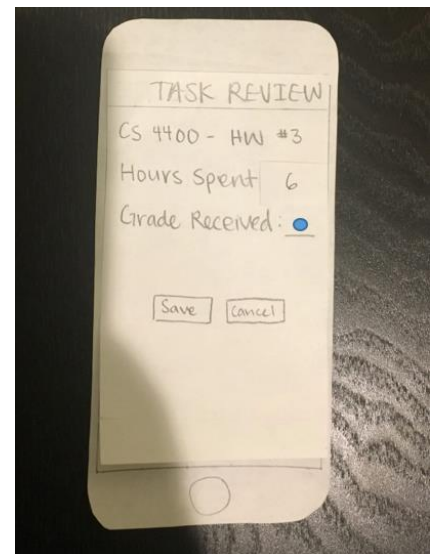 TASK REVIEW
CS 4400 - HW #3
Hours Spent 6
Grade Received:
Save Cancel